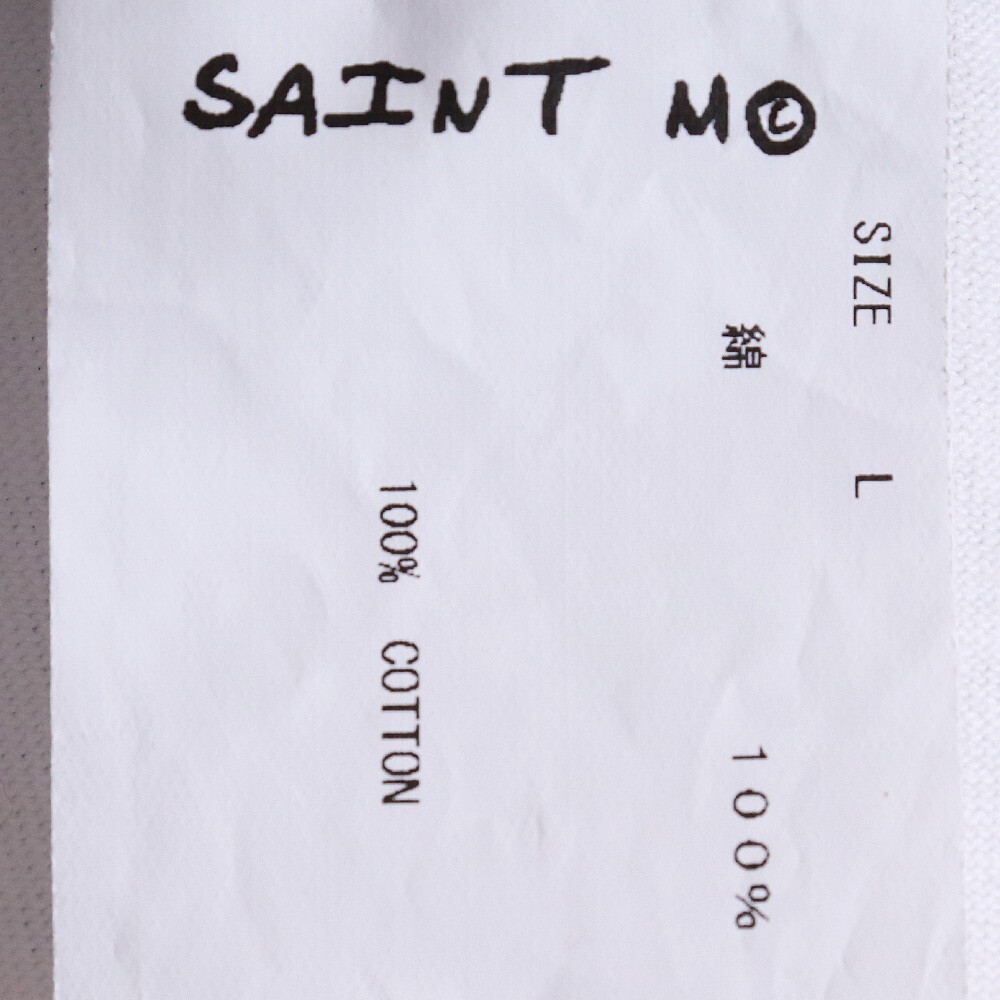 SAINT M©
SIZE L
綿 100%
100% COTTON